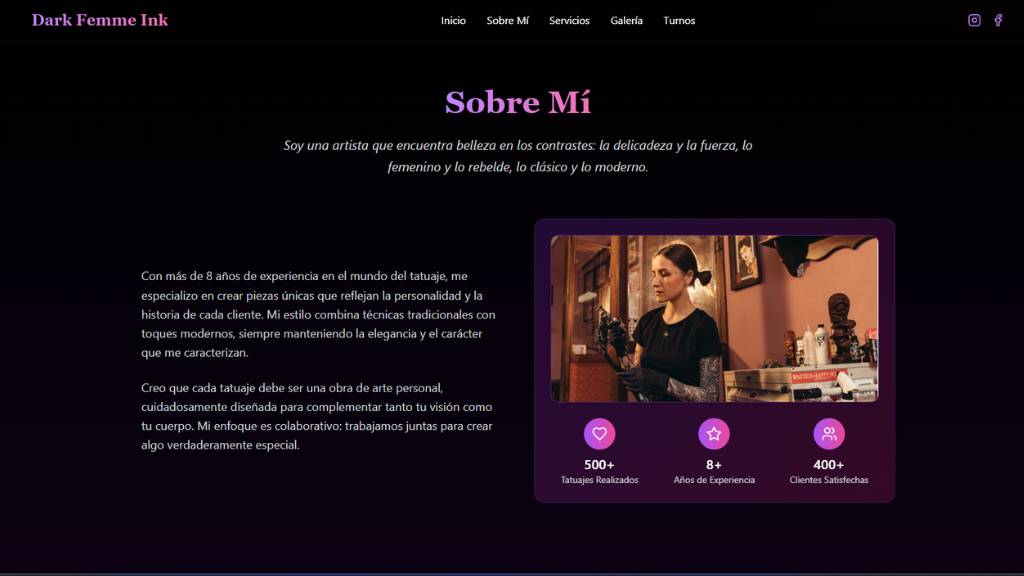 Dark Femme Ink
Inicio Sobre Mí Servicios Galería Turnos
Sobre Mí
Soy una artista que encuentra belleza en los contrastes: la delicadeza y la fuerza, lo
femenino y lo rebelde, lo clásico y lo moderno.
Con más de 8 años de experiencia en el mundo del tatuaje, me
especializo en crear piezas únicas que reflejan la personalidad y la
historia de cada cliente. Mi estilo combina técnicas tradicionales con
toques modernos, siempre manteniendo la elegancia y el carácter
que me caracterizan.
Creo que cada tatuaje debe ser una obra de arte personal,
cuidadosamente diseñada para complementar tanto tu visión como
tu cuerpo. Mi enfoque es colaborativo: trabajamos juntas para crear
algo verdaderamente especial.
500+
Tatuajes Realizados
8+
Años de Experiencia
400+
Clientes Satisfechas